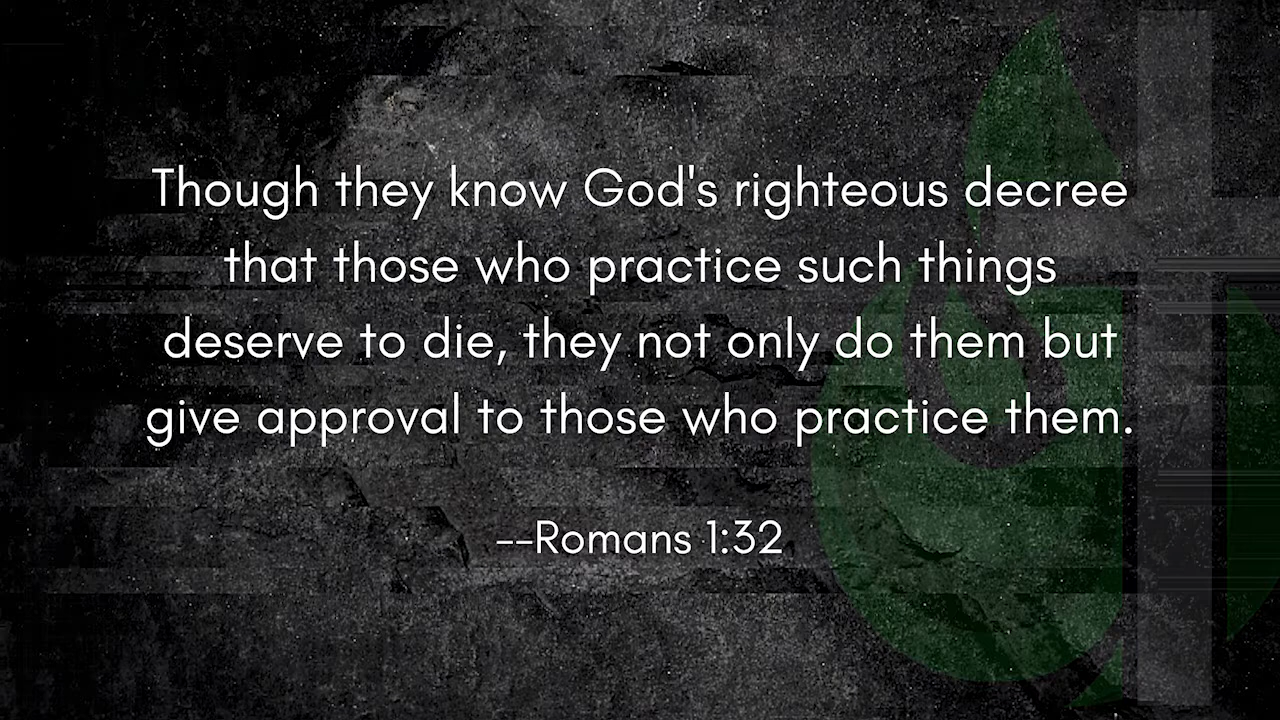 Though they know God's righteous decree
that those who practice such things
deserve to die, they not only do them but
give approval to those who practice them.
--Romans 1:32